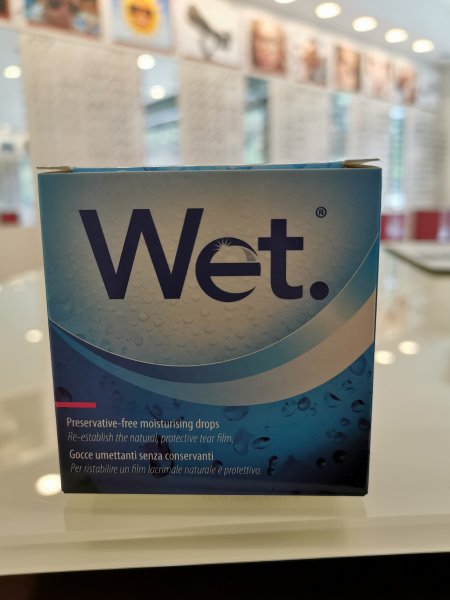 Wet.®
Preservative-free moisturising drops
Re-establish the natural, protective tear film.
Gocce umettanti senza conservanti
Per ristabilire un film lacrimale naturale e protettivo.